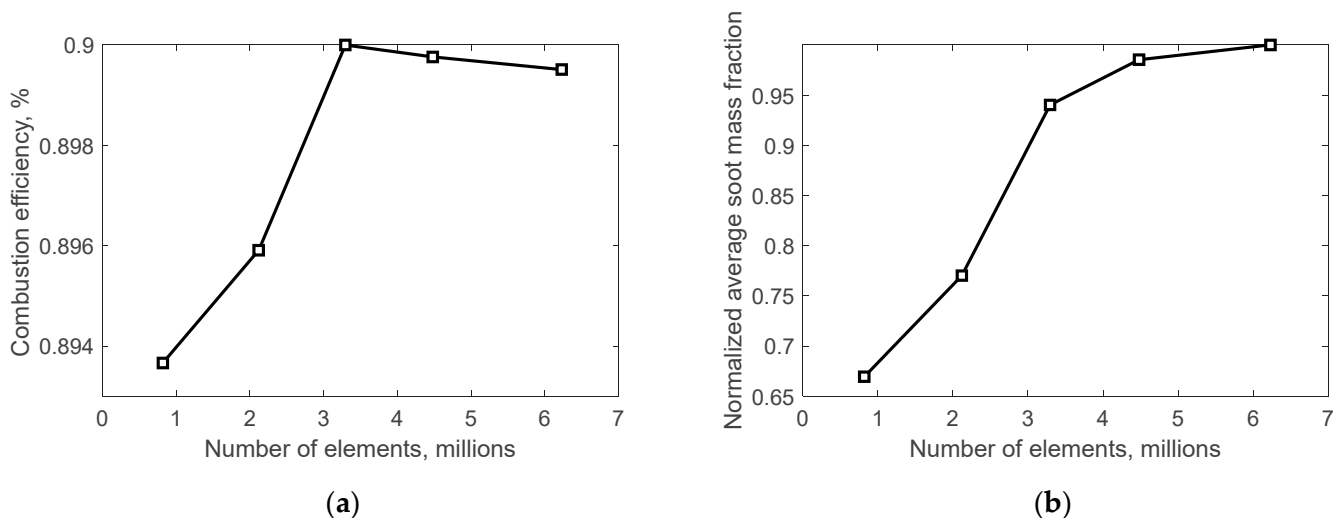 Combustion efficiency, %
0.9
0.898
0.896
0.894
0 1 2 3 4 5 6 7
Number of elements, millions
(a)
Normalized average soot mass fraction
0.95
0.9
0.85
0.8
0.75
0.7
0.65
0 1 2 3 4 5 6 7
Number of elements, millions
(b)